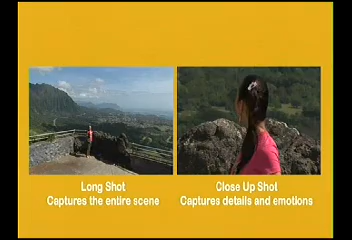 Long Shot
Captures the entire scene
Close Up Shot
Captures details and emotions